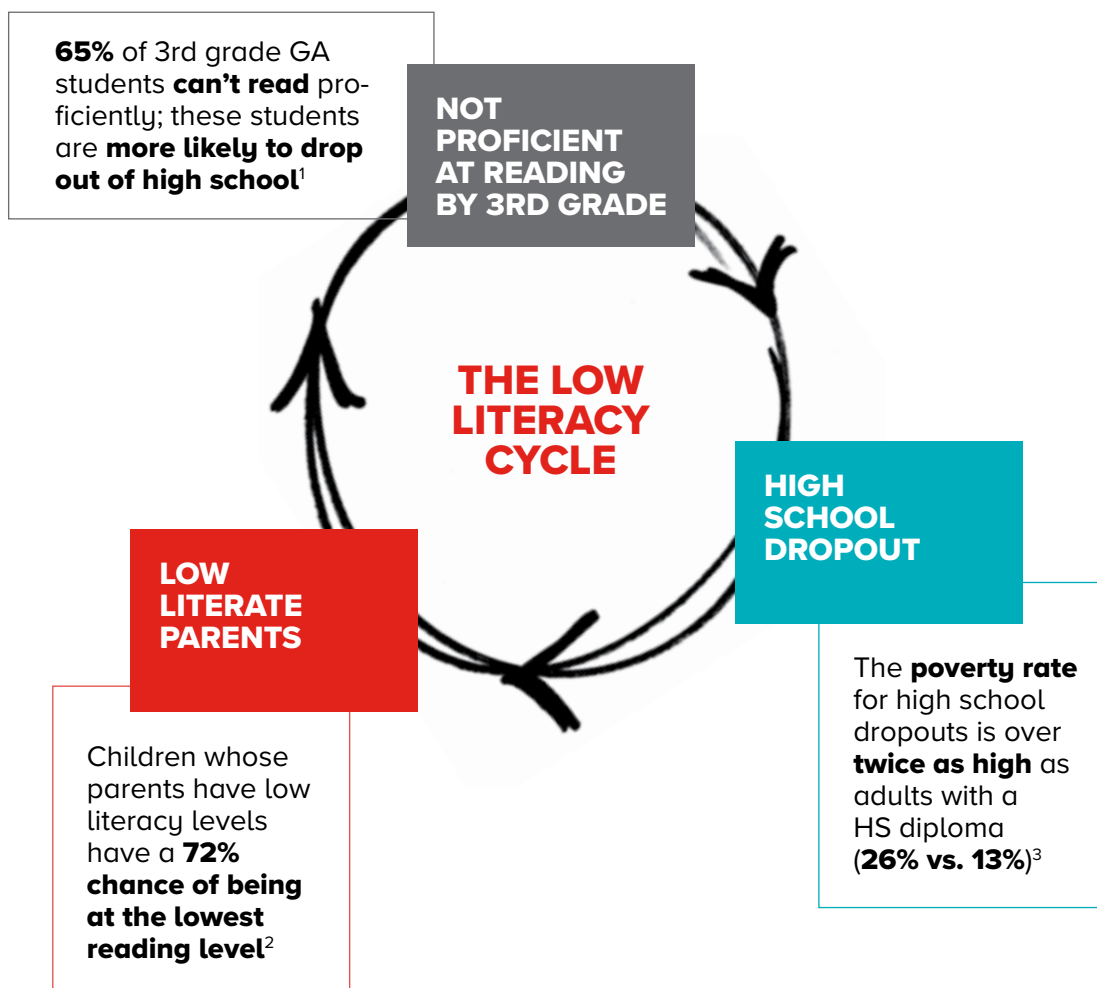 65% of 3rd grade GA
students can't read pro-
ficiently; these students
are more likely to drop
out of high school1
NOT
PROFICIENT
AT READING
BY 3RD GRADE
THE LOW
LITERACY
CYCLE
HIGH
SCHOOL
DROPOUT
The poverty rate
for high school
dropouts is over
twice as high as
adults with a
HS diploma
(26% vs. 13%)3
LOW
LITERATE
PARENTS
Children whose
parents have low
literacy levels
have a 72%
chance of being
at the lowest
reading level2